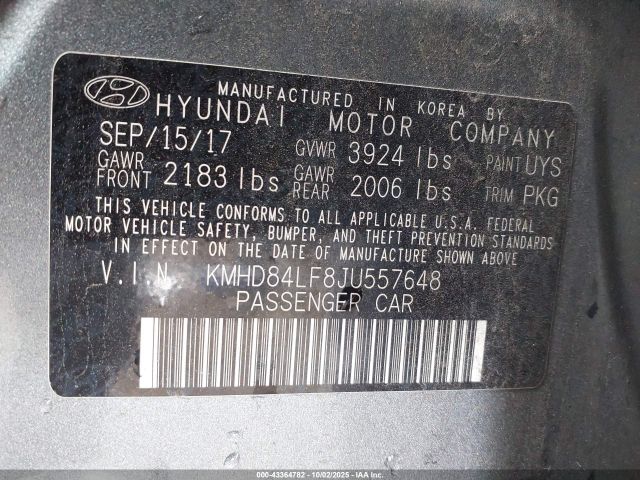 MANUFACTURED IN KOREA BY
HYUNDAI MOTOR COMPANY
SEP/15/17 GVWR 3924 lbs PAINT UYS
GAWR FRONT 2183 lbs GAWR REAR 2006 lbs TRIM PKG
THIS VEHICLE CONFORMS TO ALL APPLICABLE U.S.A. FEDERAL
MOTOR VEHICLE SAFETY, BUMPER, AND THEFT PREVENTION STANDARDS
IN EFFECT ON THE DATE OF MANUFACTURE SHOWN ABOVE
V.I.N. KMHD84LF8JU557648
PASSENGER CAR
000-43364782 - 10/02/2025 - IAAI.COM